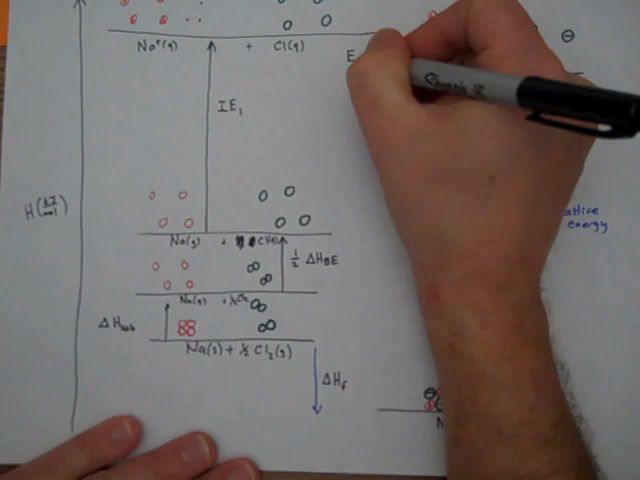 Na⁺(g) + Cl(g)
E
IE₁
H(kJ/mol)
Na(g) + Cl(g)
½ ΔH_BE
Na(g) + ½Cl₂
ΔH_sub
Na(s) + ½ Cl₂(g)
ΔH_f
energy
N